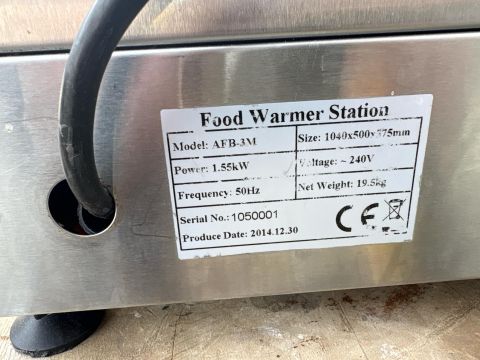 Food Warmer Station
Model: AFB-3M
Size: 1040x500x775mm
Power: 1.55kW
Voltage: ~ 240V
Frequency: 50Hz
Net Weight: 19.5kg
Serial No.: 1050001
Produce Date: 2014.12.30
CE